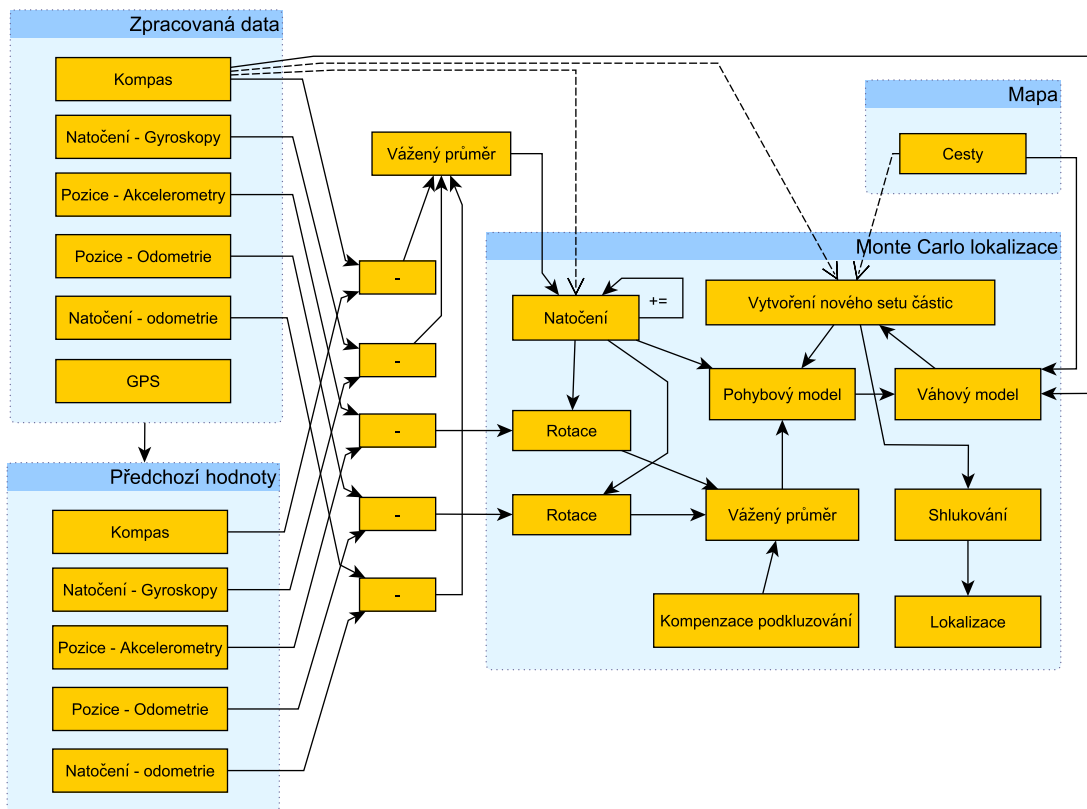 Zpracovaná data
Kompas
Natočení - Gyroskopy
Pozice - Akcelerometry
Pozice - Odometrie
Natočení - odometrie
GPS
Předchozí hodnoty
Kompas
Natočení - Gyroskopy
Pozice - Akcelerometry
Pozice - Odometrie
Natočení - odometrie
Vážený průměr
-
-
-
-
-
Mapa
Cesty
Monte Carlo lokalizace
Natočení
+=
Vytvoření nového setu částic
Pohybový model
Váhový model
Rotace
Rotace
Vážený průměr
Shlukování
Kompenzace podkluzování
Lokalizace